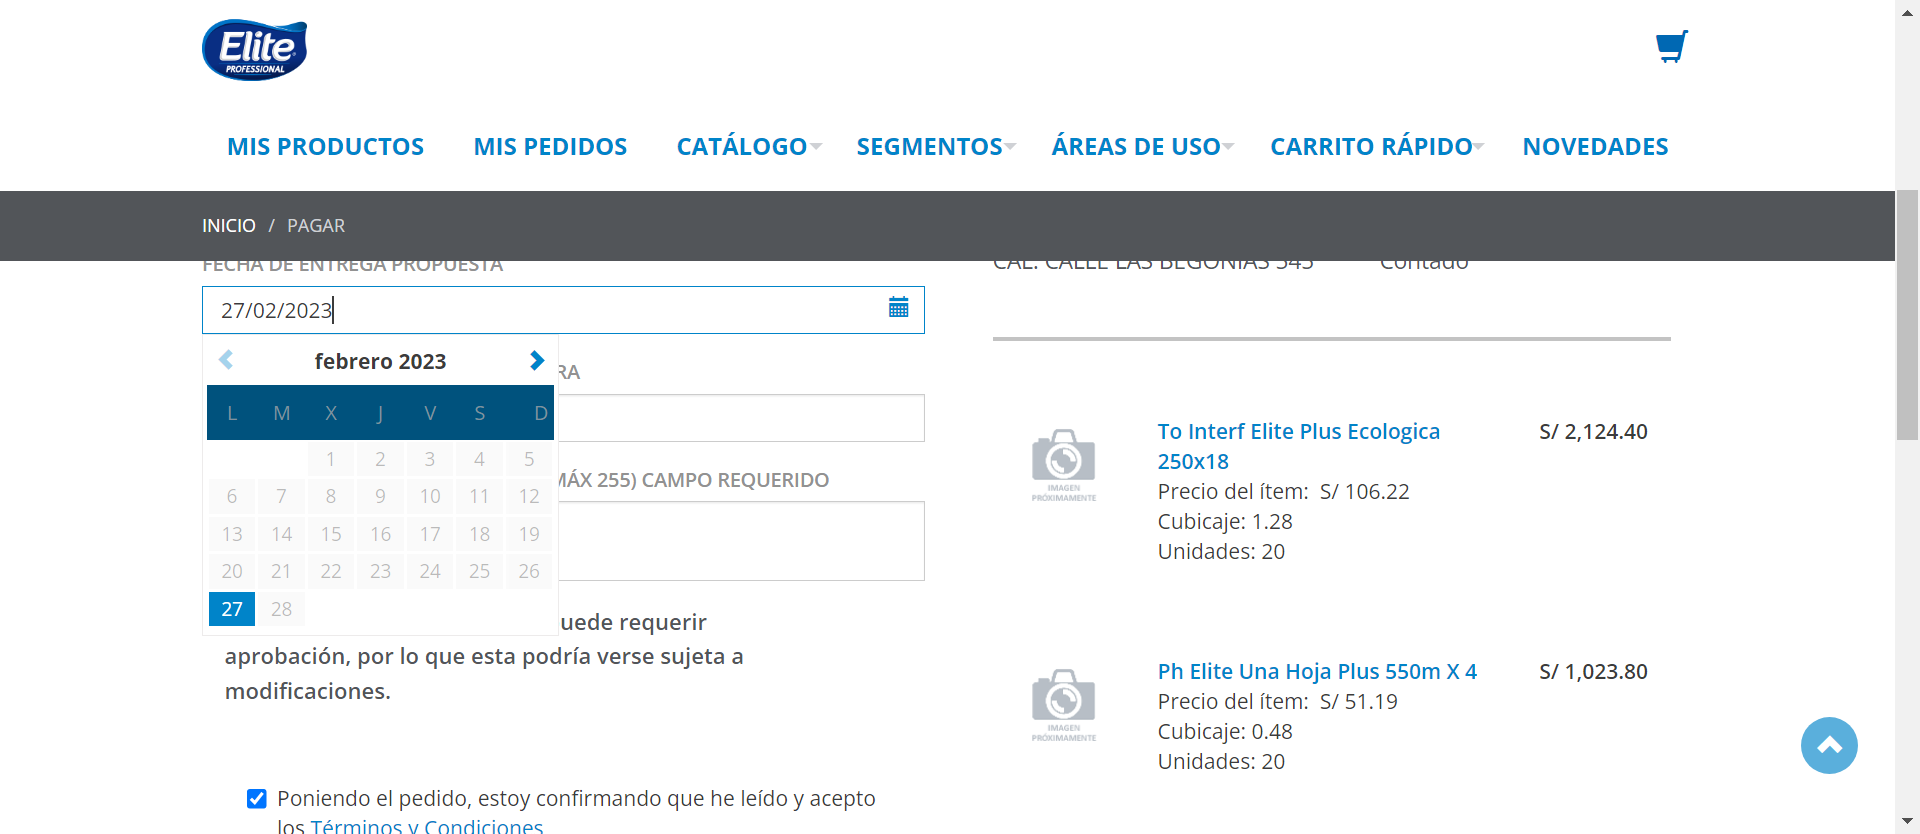 Elite
PROFESSIONAL
MIS PRODUCTOS
MIS PEDIDOS
CATÁLOGO
SEGMENTOS
ÁREAS DE USO
CARRITO RÁPIDO
NOVEDADES
INICIO / PAGAR
FECHA DE ENTREGA PROPUESTA
27/02/2023
febrero 2023
L M X J V S D
1 2 3 4 5
6 7 8 9 10 11 12
13 14 15 16 17 18 19
20 21 22 23 24 25 26
27 28
RA
MÁX 255) CAMPO REQUERIDO
uede requerir
aprobación, por lo que esta podría verse sujeta a
modificaciones.
Poniendo el pedido, estoy confirmando que he leído y acepto
los Términos y Condiciones
CAL. CALLE LAS BEGONIAS 545
Contado
IMAGEN
PRÓXIMAMENTE
To Interf Elite Plus Ecologica
250x18
S/ 2,124.40
Precio del ítem: S/ 106.22
Cubicaje: 1.28
Unidades: 20
IMAGEN
PRÓXIMAMENTE
Ph Elite Una Hoja Plus 550m X 4
S/ 1,023.80
Precio del ítem: S/ 51.19
Cubicaje: 0.48
Unidades: 20